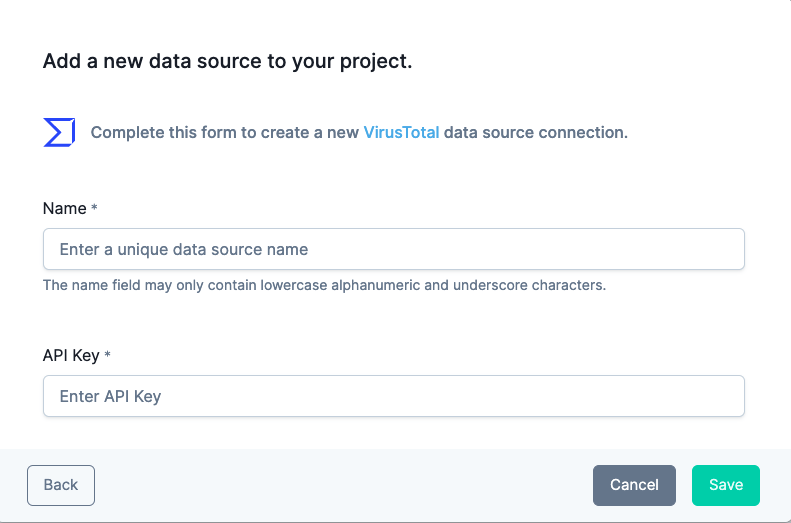 Add a new data source to your project.
Complete this form to create a new VirusTotal data source connection.
Name *
Enter a unique data source name
The name field may only contain lowercase alphanumeric and underscore characters.
API Key *
Enter API Key
Back
Cancel
Save